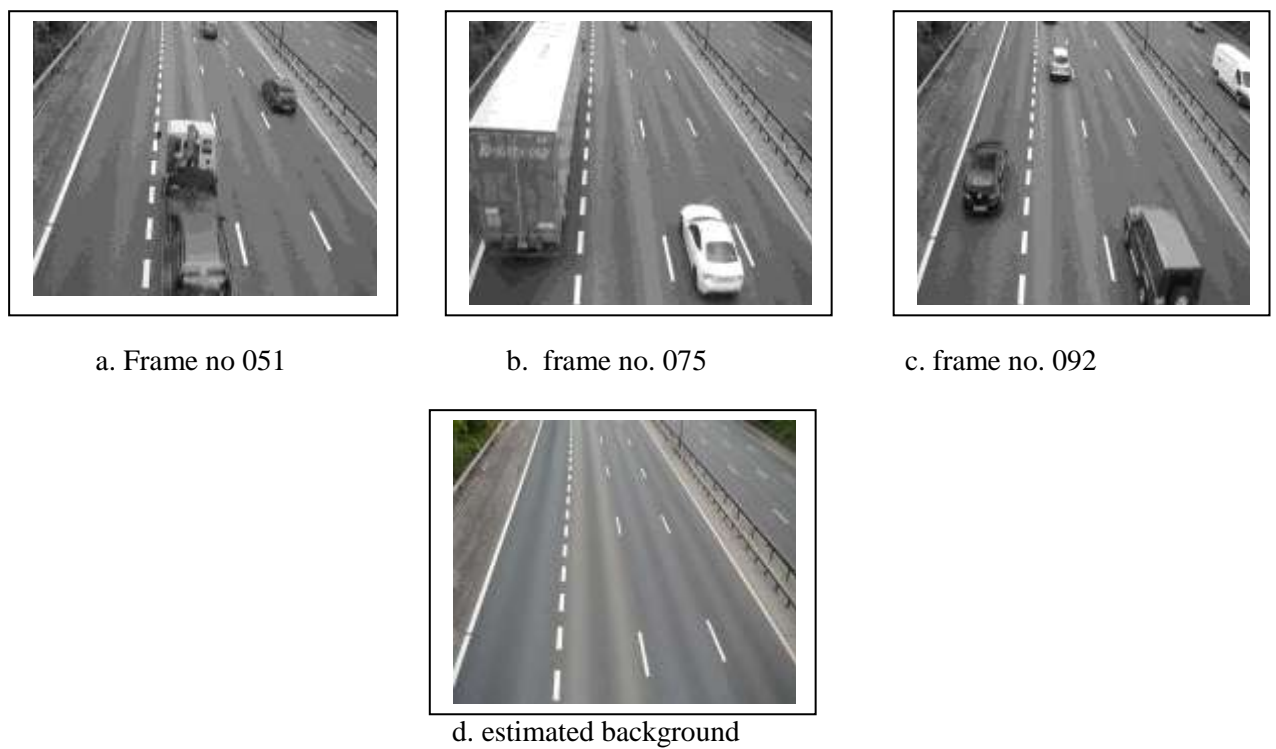 a. Frame no 051
b. frame no. 075
c. frame no. 092
d. estimated background